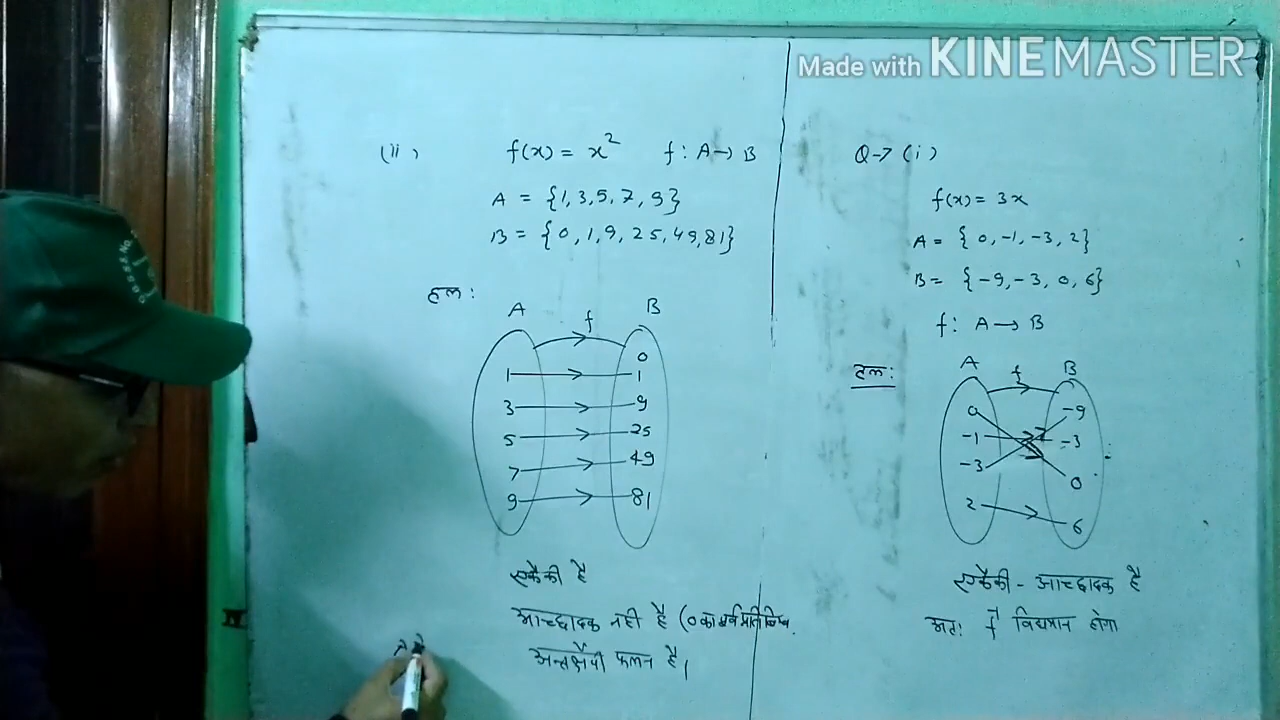 Made with KINEMASTER
(ii) f(x) = x² f : A → B
A = {1, 3, 5, 7, 9}
B = {0, 1, 9, 25, 49, 81}
हल :
A f B
0
1 1
3 9
5 25
7 49
9 81
एकैकी है
आच्छादक नही है (0 का पूर्व प्रतिबिम्ब
अन्तक्षेपी फलन है।
Q → (i)
f(x) = 3x
A = { 0, -1, -3, 2}
B = { -9, -3, 0, 6}
f : A → B
हल :
A f B
0 -9
-1 -3
-3 0
2 6
एकैकी - आच्छादक है
अतः विद्यमान होगा